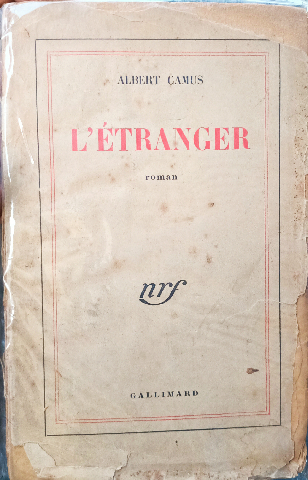 ALBERT CAMUS
L'ÉTRANGER
roman
nrf
GALLIMARD